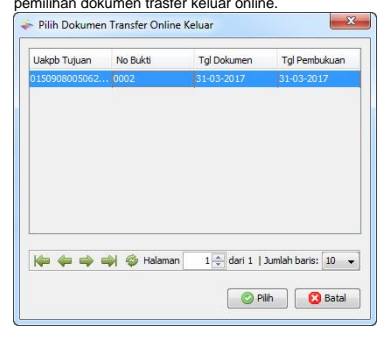 pemilihan dokumen trasfer keluar online.
Pilih Dokumen Transfer Online Keluar
Uakpb Tujuan No Bukti Tgl Dokumen Tgl Pembukuan
0150908005062... 0002 31-03-2017 31-03-2017
Halaman 1 dari 1 | Jumlah baris: 10
Pilih Batal